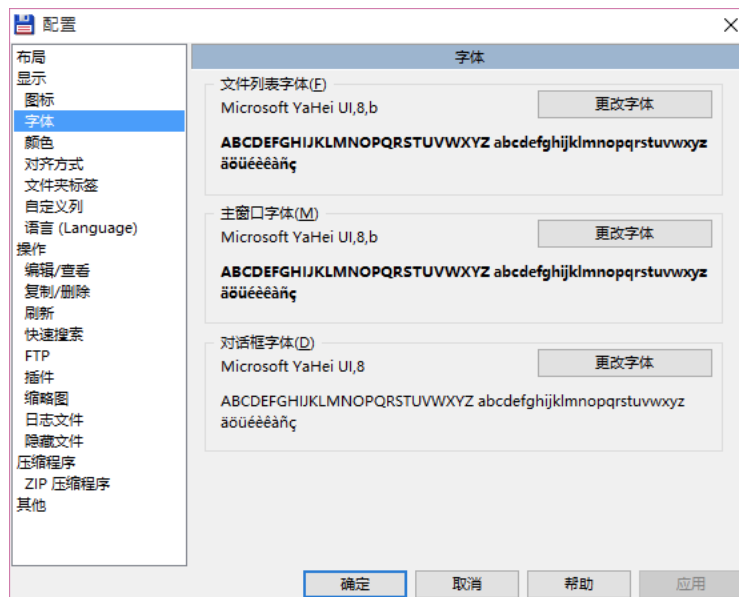 配置
布局
显示
图标
字体
颜色
对齐方式
文件夹标签
自定义列
语言 (Language)
操作
编辑/查看
复制/删除
刷新
快速搜索
FTP
插件
缩略图
日志文件
隐藏文件
压缩程序
ZIP 压缩程序
其他
字体
文件列表字体(F)
Microsoft YaHei UI,8,b
更改字体
ABCDEFGHIJKLMNOPQRSTUVWXYZ abcdefghijklmnopqrstuvwxyz
äöüéèêàñç
主窗口字体(M)
Microsoft YaHei UI,8,b
更改字体
ABCDEFGHIJKLMNOPQRSTUVWXYZ abcdefghijklmnopqrstuvwxyz
äöüéèêàñç
对话框字体(D)
Microsoft YaHei UI,8
更改字体
ABCDEFGHIJKLMNOPQRSTUVWXYZ abcdefghijklmnopqrstuvwxyz
äöüéèêàñç
确定
取消
帮助
应用